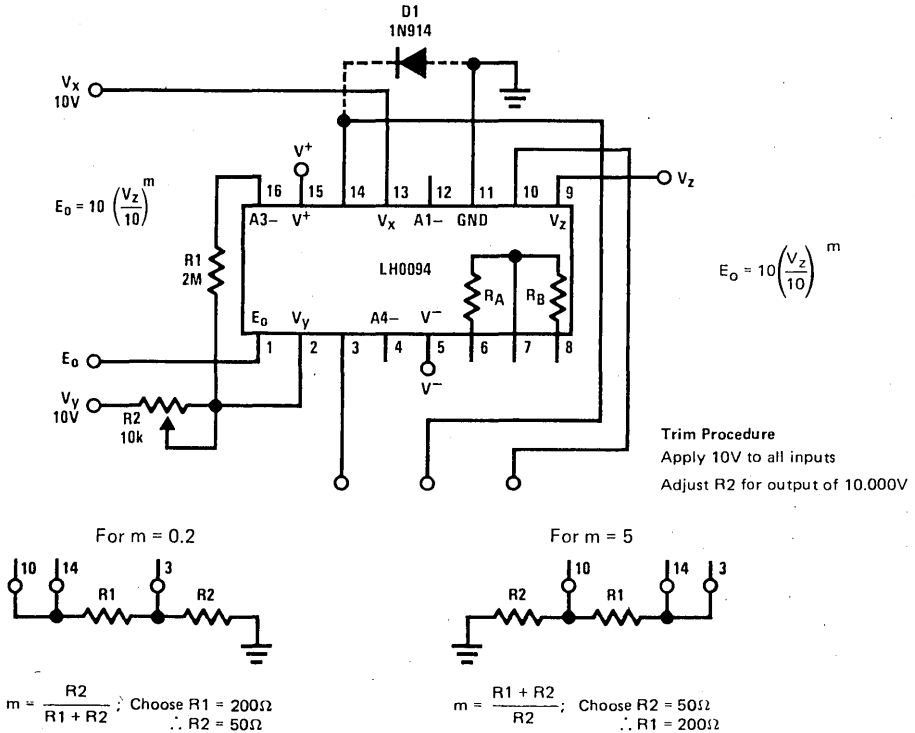 D1
1N914
Vx
10V
V+
16 15 14 13 12 11 10 9
Vz
A3− V+ Vx A1− GND Vz
Eo = 10 (Vz/10)^m
R1
2M
LH0094
RA RB
Eo = 10 (Vz/10)^m
Eo Vy A4− V−
1 2 3 4 5 6 7 8
Eo
V−
Vy
10V
R2
10k
Trim Procedure
Apply 10V to all inputs
Adjust R2 for output of 10.000V
For m = 0.2
10 14 3
R1 R2
m = R2 / (R1 + R2) ; Choose R1 = 200Ω
∴ R2 = 50Ω
For m = 5
10 14 3
R2 R1
m = (R1 + R2) / R2 ; Choose R2 = 50Ω
∴ R1 = 200Ω